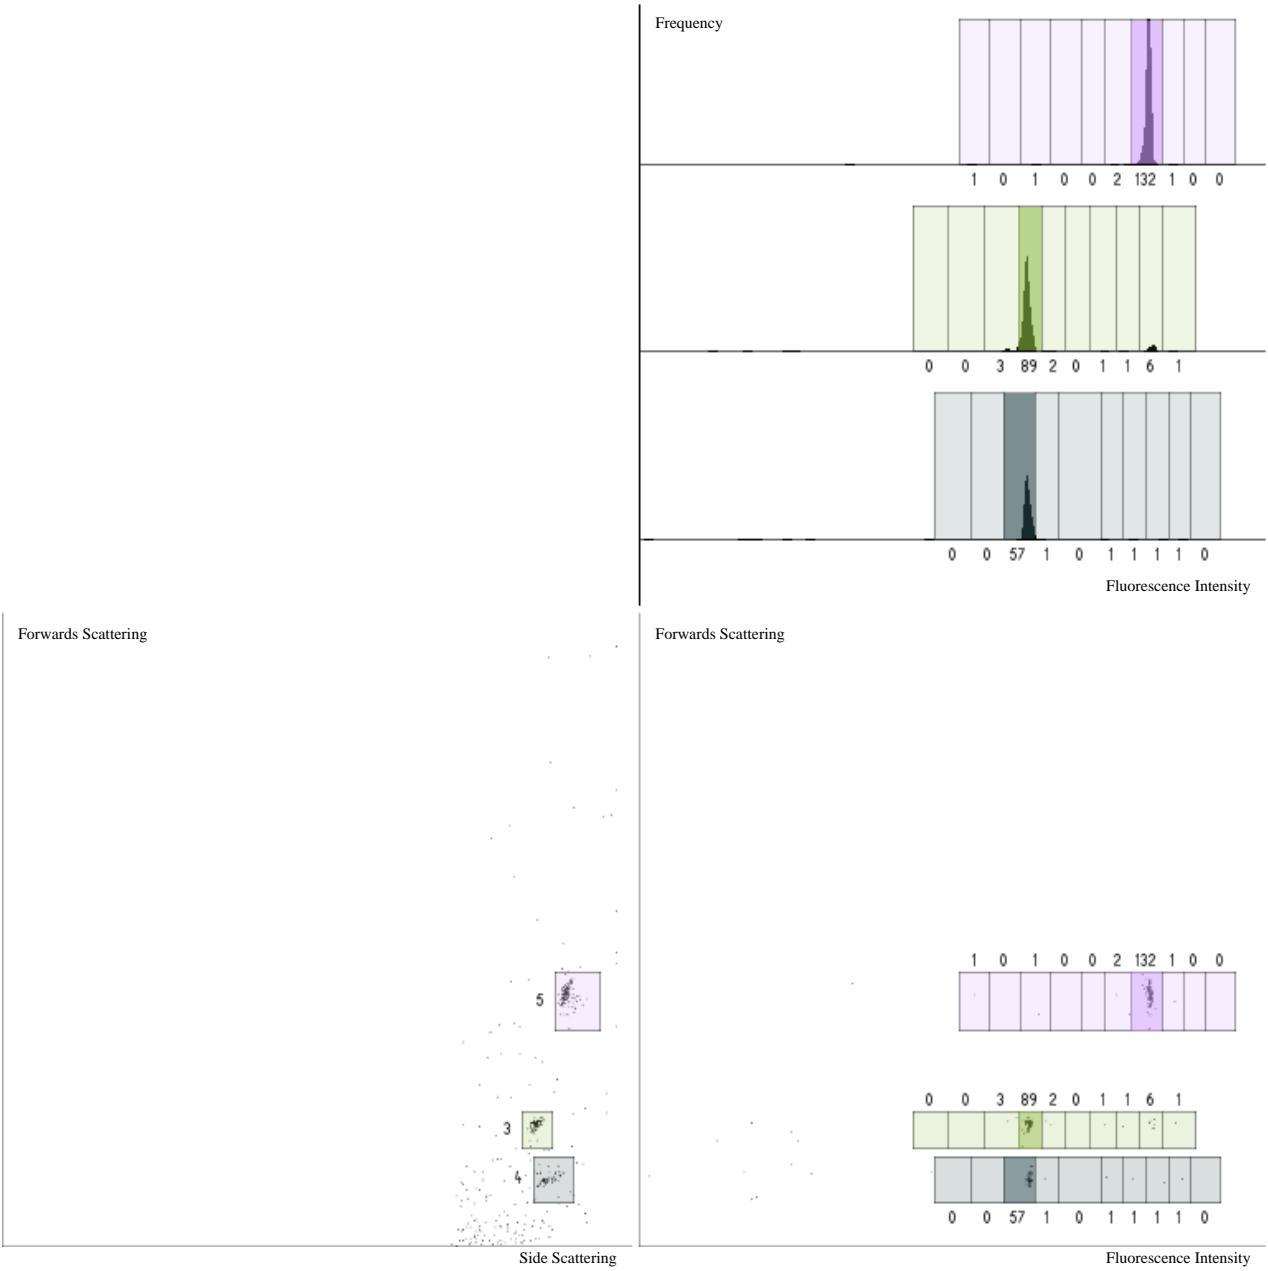 Frequency
1 0 1 0 0 2 132 1 0 0
0 0 3 89 2 0 1 1 6 1
0 0 57 1 0 1 1 1 1 0
Fluorescence Intensity
Forwards Scattering
5
3
4
Side Scattering
Forwards Scattering
1 0 1 0 0 2 132 1 0 0
0 0 3 89 2 0 1 1 6 1
0 0 57 1 0 1 1 1 1 0
Fluorescence Intensity